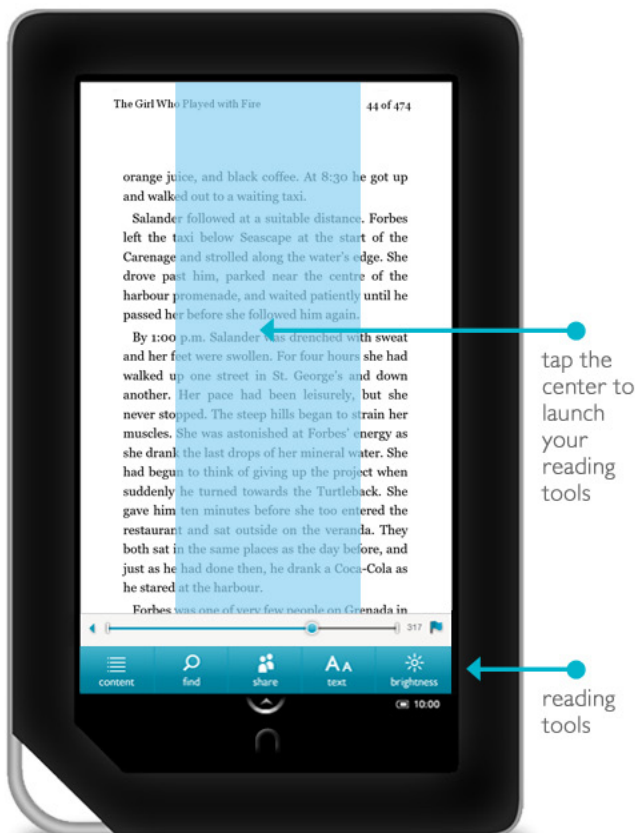 The Girl Who Played with Fire 44 of 474
orange juice, and black coffee. At 8:30 he got up
and walked out to a waiting taxi.
Salander followed at a suitable distance. Forbes
left the taxi below Seascape at the start of the
Carenage and strolled along the water's edge. She
drove past him, parked near the centre of the
harbour promenade, and waited patiently until he
passed her before she followed him again.
By 1:00 p.m. Salander was drenched with sweat
and her feet were swollen. For four hours she had
walked up one street in St. George's and down
another. Her pace had been leisurely, but she
never stopped. The steep hills began to strain her
muscles. She was astonished at Forbes' energy as
she drank the last drops of her mineral water. She
had begun to think of giving up the project when
suddenly he turned towards the Turtleback. She
gave him ten minutes before she too entered the
restaurant and sat outside on the veranda. They
both sat in the same places as the day before, and
just as he had done then, he drank a Coca-Cola as
he stared at the harbour.
Forbes was one of very few people on Grenada in
317
content find share text brightness
10:00
tap the
center to
launch
your
reading
tools
reading
tools